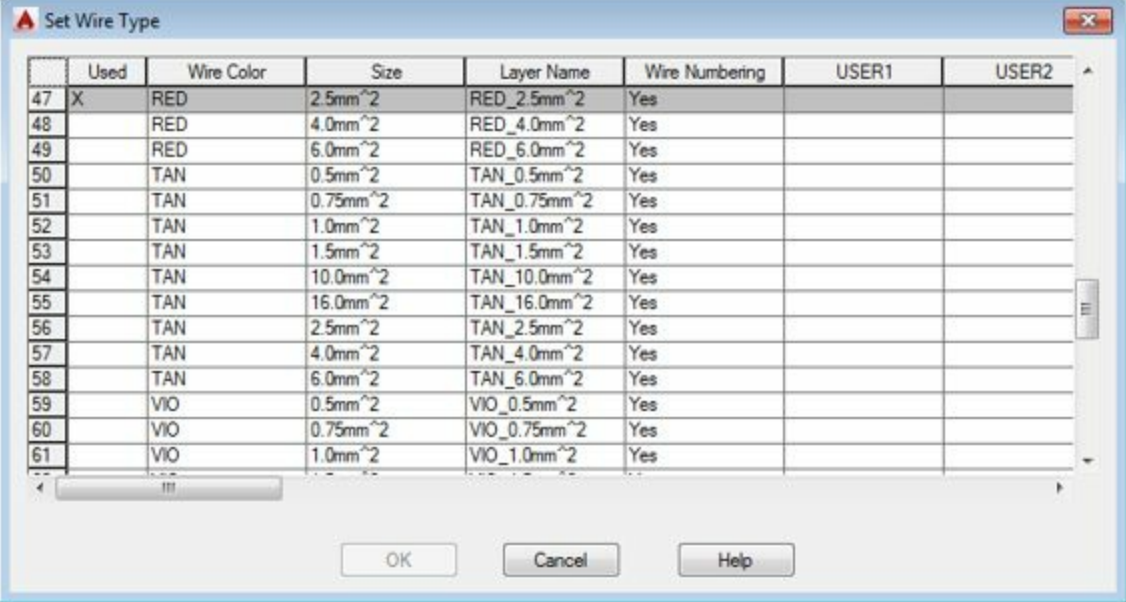 Set Wire Type
Used Wire Color Size Layer Name Wire Numbering USER1 USER2
47 X RED 2.5mm^2 RED_2.5mm^2 Yes
48 RED 4.0mm^2 RED_4.0mm^2 Yes
49 RED 6.0mm^2 RED_6.0mm^2 Yes
50 TAN 0.5mm^2 TAN_0.5mm^2 Yes
51 TAN 0.75mm^2 TAN_0.75mm^2 Yes
52 TAN 1.0mm^2 TAN_1.0mm^2 Yes
53 TAN 1.5mm^2 TAN_1.5mm^2 Yes
54 TAN 10.0mm^2 TAN_10.0mm^2 Yes
55 TAN 16.0mm^2 TAN_16.0mm^2 Yes
56 TAN 2.5mm^2 TAN_2.5mm^2 Yes
57 TAN 4.0mm^2 TAN_4.0mm^2 Yes
58 TAN 6.0mm^2 TAN_6.0mm^2 Yes
59 VIO 0.5mm^2 VIO_0.5mm^2 Yes
60 VIO 0.75mm^2 VIO_0.75mm^2 Yes
61 VIO 1.0mm^2 VIO_1.0mm^2 Yes
OK Cancel Help